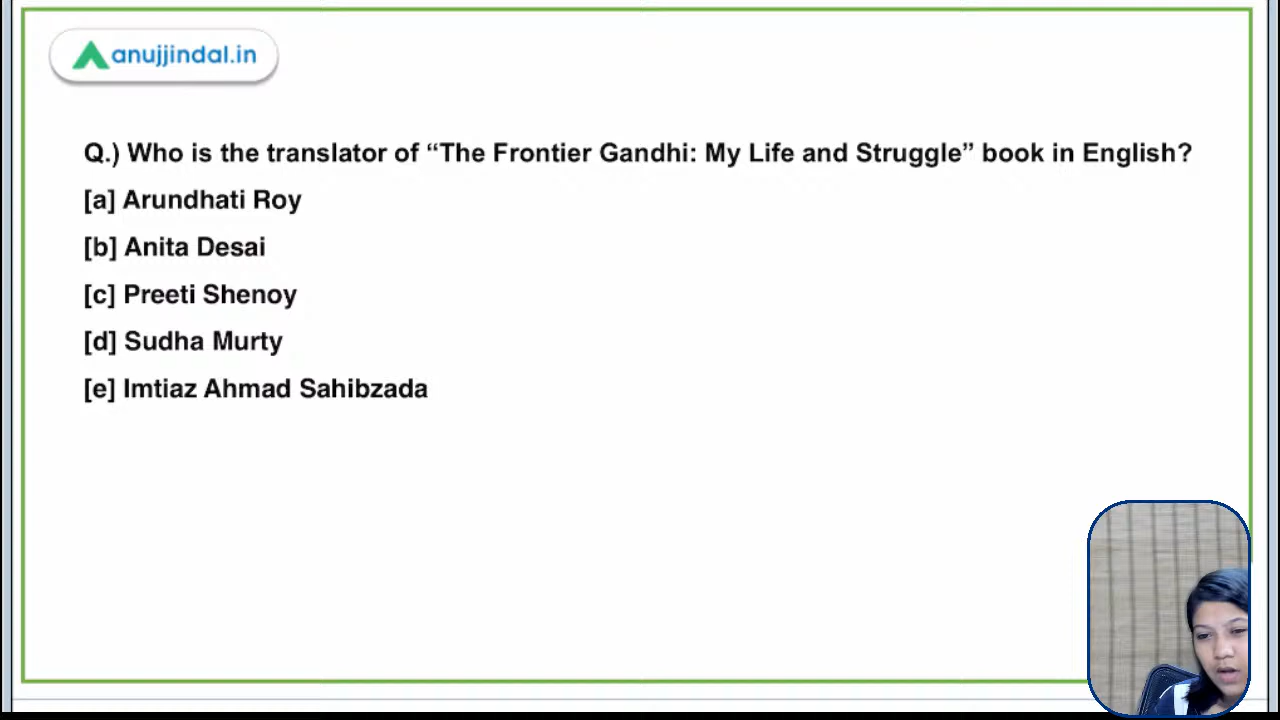 anujjindal.in
Q.) Who is the translator of “The Frontier Gandhi: My Life and Struggle” book in English?
[a] Arundhati Roy
[b] Anita Desai
[c] Preeti Shenoy
[d] Sudha Murty
[e] Imtiaz Ahmad Sahibzada